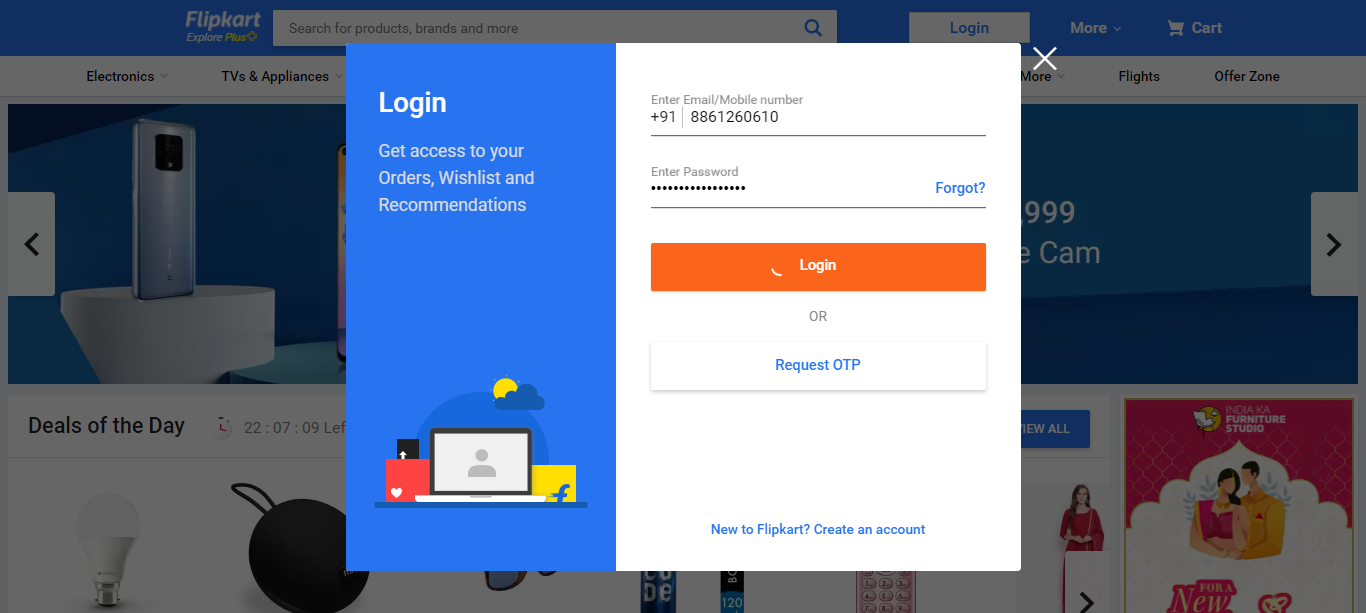 Flipkart
Explore Plus
Search for products, brands and more
Login
More
Cart
Electronics
TVs & Appliances
More
Flights
Offer Zone
Login
Get access to your
Orders, Wishlist and
Recommendations
Enter Email/Mobile number
+91 8861260610
Enter Password
••••••••••••••••••
Forgot?
Login
OR
Request OTP
New to Flipkart? Create an account
,999
e Cam
Deals of the Day
22 : 07 : 09 Lef
VIEW ALL
INDIA KA
FURNITURE
STUDIO
FOR A
New
120